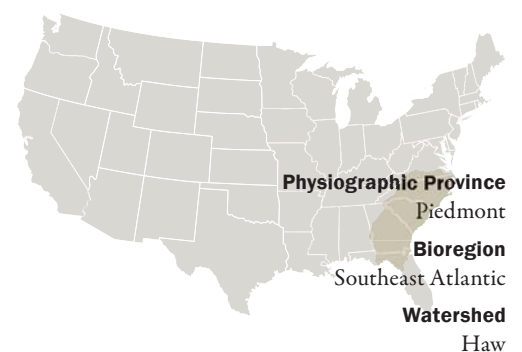 Physiographic Province
Piedmont
Bioregion
Southeast Atlantic
Watershed
Haw